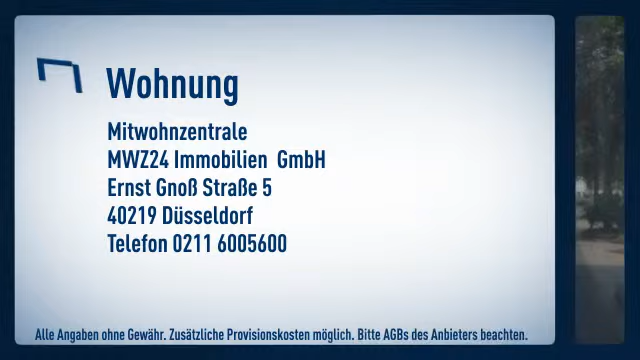 Wohnung
Mitwohnzentrale
MWZ24 Immobilien GmbH
Ernst Gnoß Straße 5
40219 Düsseldorf
Telefon 0211 6005600
Alle Angaben ohne Gewähr. Zusätzliche Provisionskosten möglich. Bitte AGBs des Anbieters beachten.